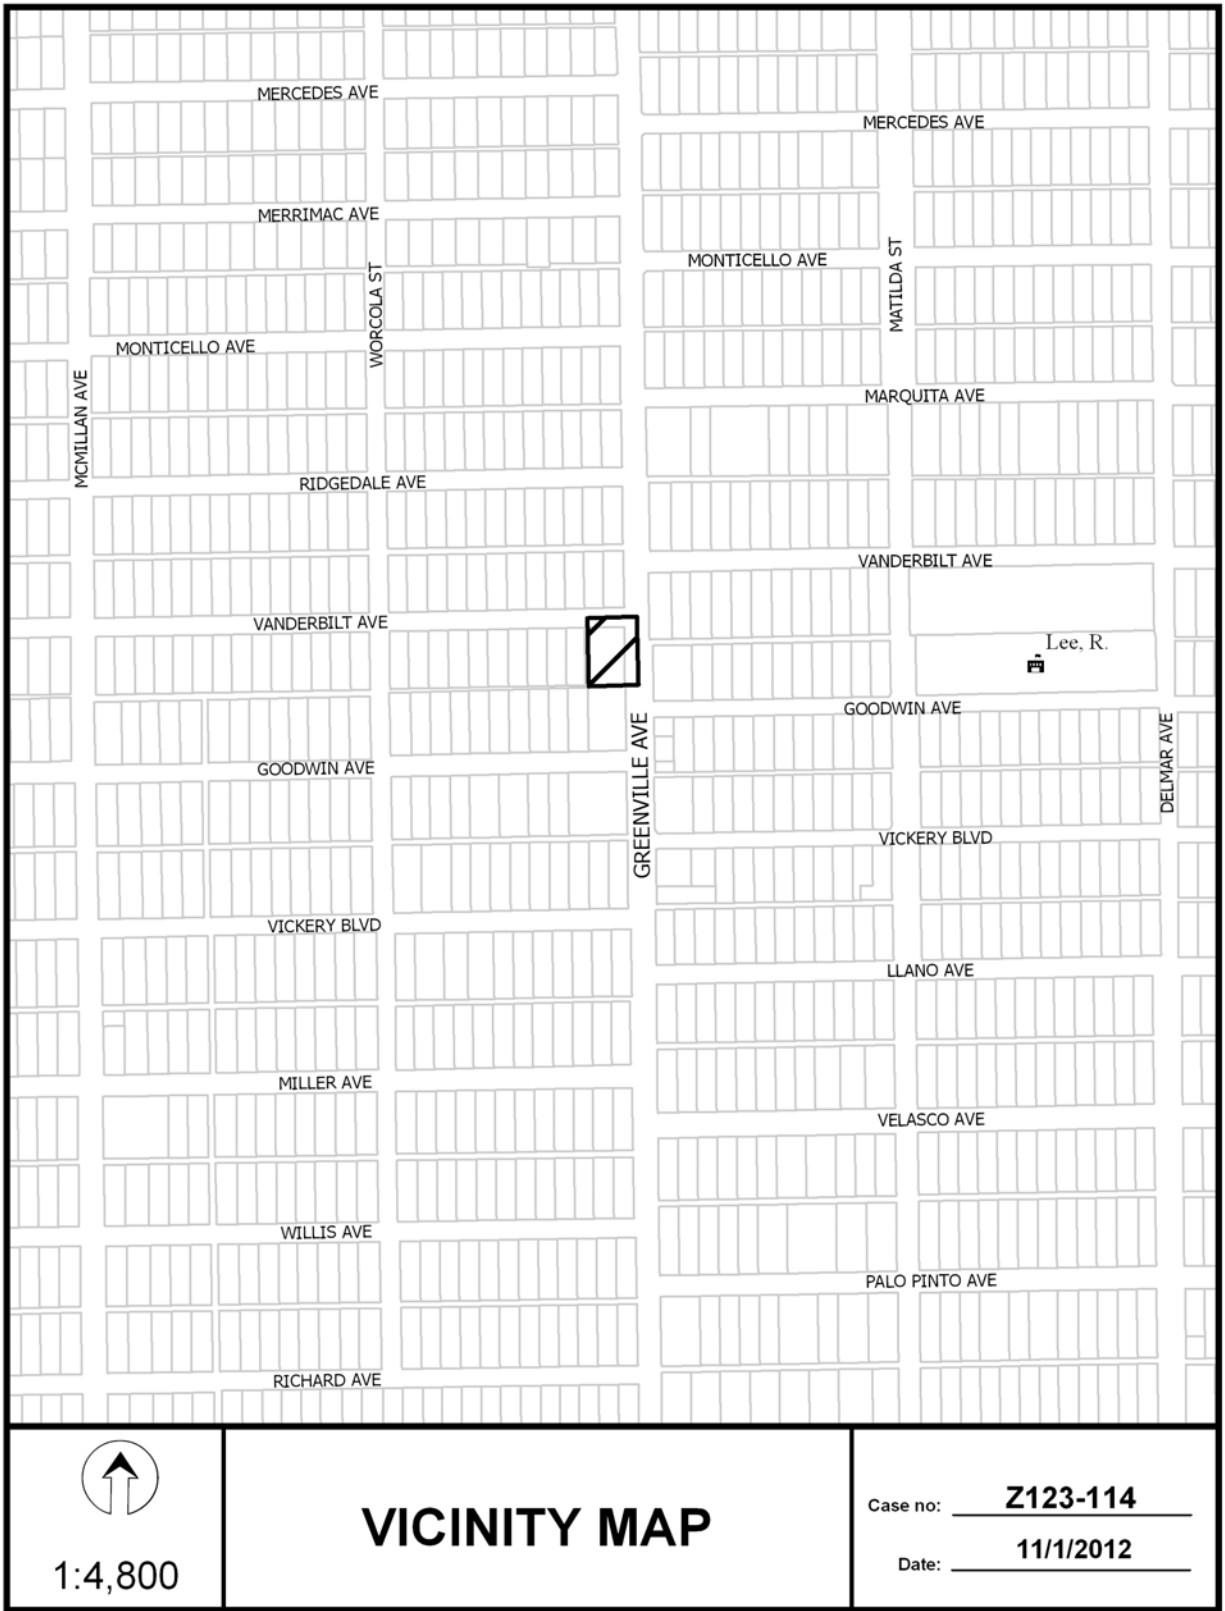 MERCEDES AVE
MERCEDES AVE
MERRIMAC AVE
MONTICELLO AVE
MATILDA ST
WORCOLA ST
MONTICELLO AVE
MCMILLAN AVE
MARQUITA AVE
RIDGEDALE AVE
VANDERBILT AVE
VANDERBILT AVE
Lee, R.
GOODWIN AVE
GREENVILLE AVE
DELMAR AVE
GOODWIN AVE
VICKERY BLVD
VICKERY BLVD
LLANO AVE
MILLER AVE
VELASCO AVE
WILLIS AVE
PALO PINTO AVE
RICHARD AVE
1:4,800
VICINITY MAP
Case no: Z123-114
Date: 11/1/2012